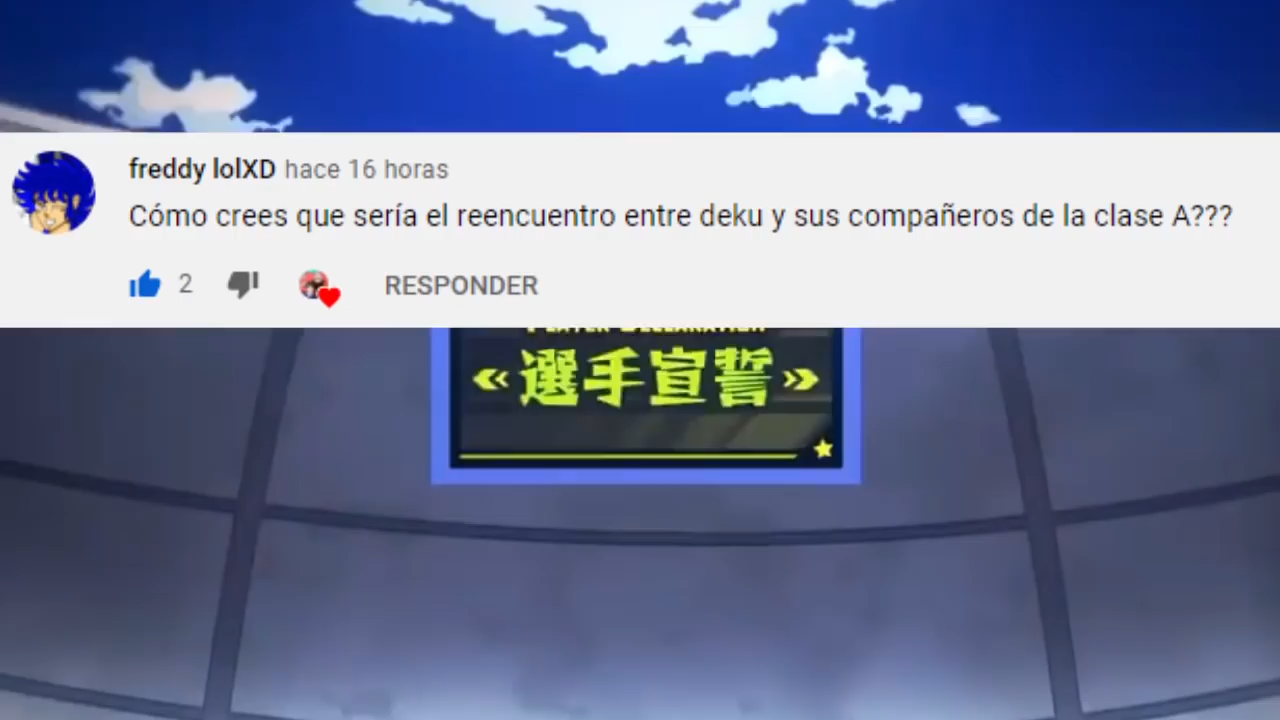 freddy lolXD hace 16 horas
Cómo crees que sería el reencuentro entre deku y sus compañeros de la clase A???
2 RESPONDER
«選手宣誓»